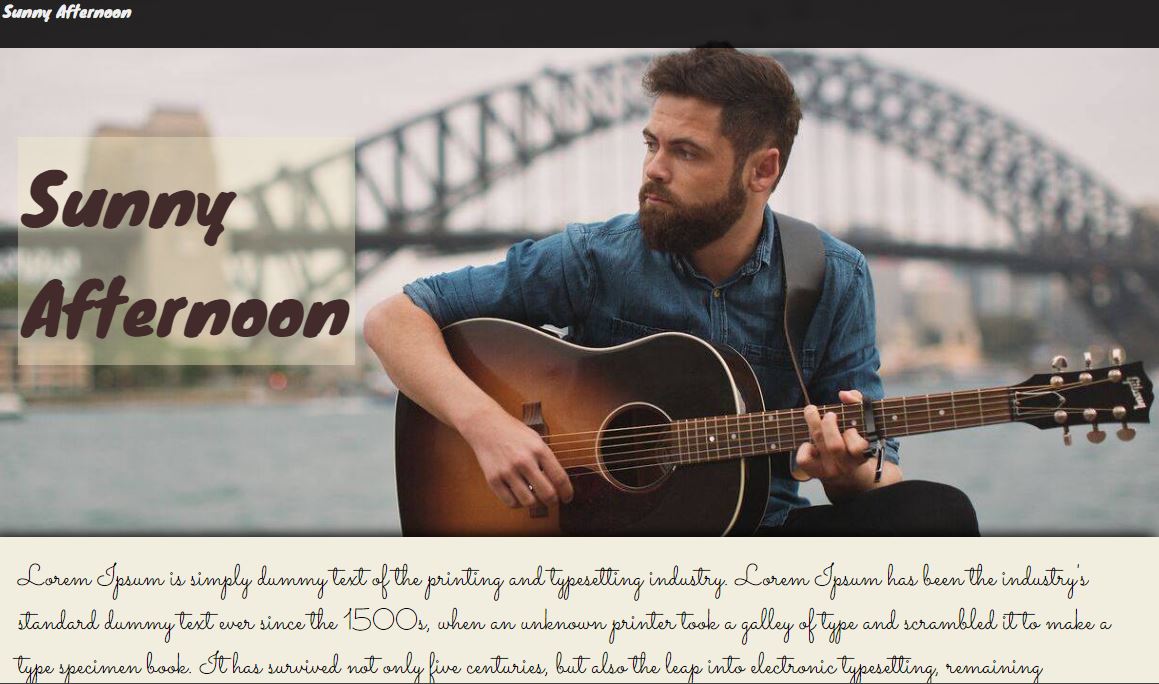 Sunny Afternoon
Sunny
Afternoon
Gibson
Lorem Ipsum is simply dummy text of the printing and typesetting industry. Lorem Ipsum has been the industry's
standard dummy text ever since the 1500s, when an unknown printer took a galley of type and scrambled it to make a
type specimen book. It has survived not only five centuries, but also the leap into electronic typesetting, remaining